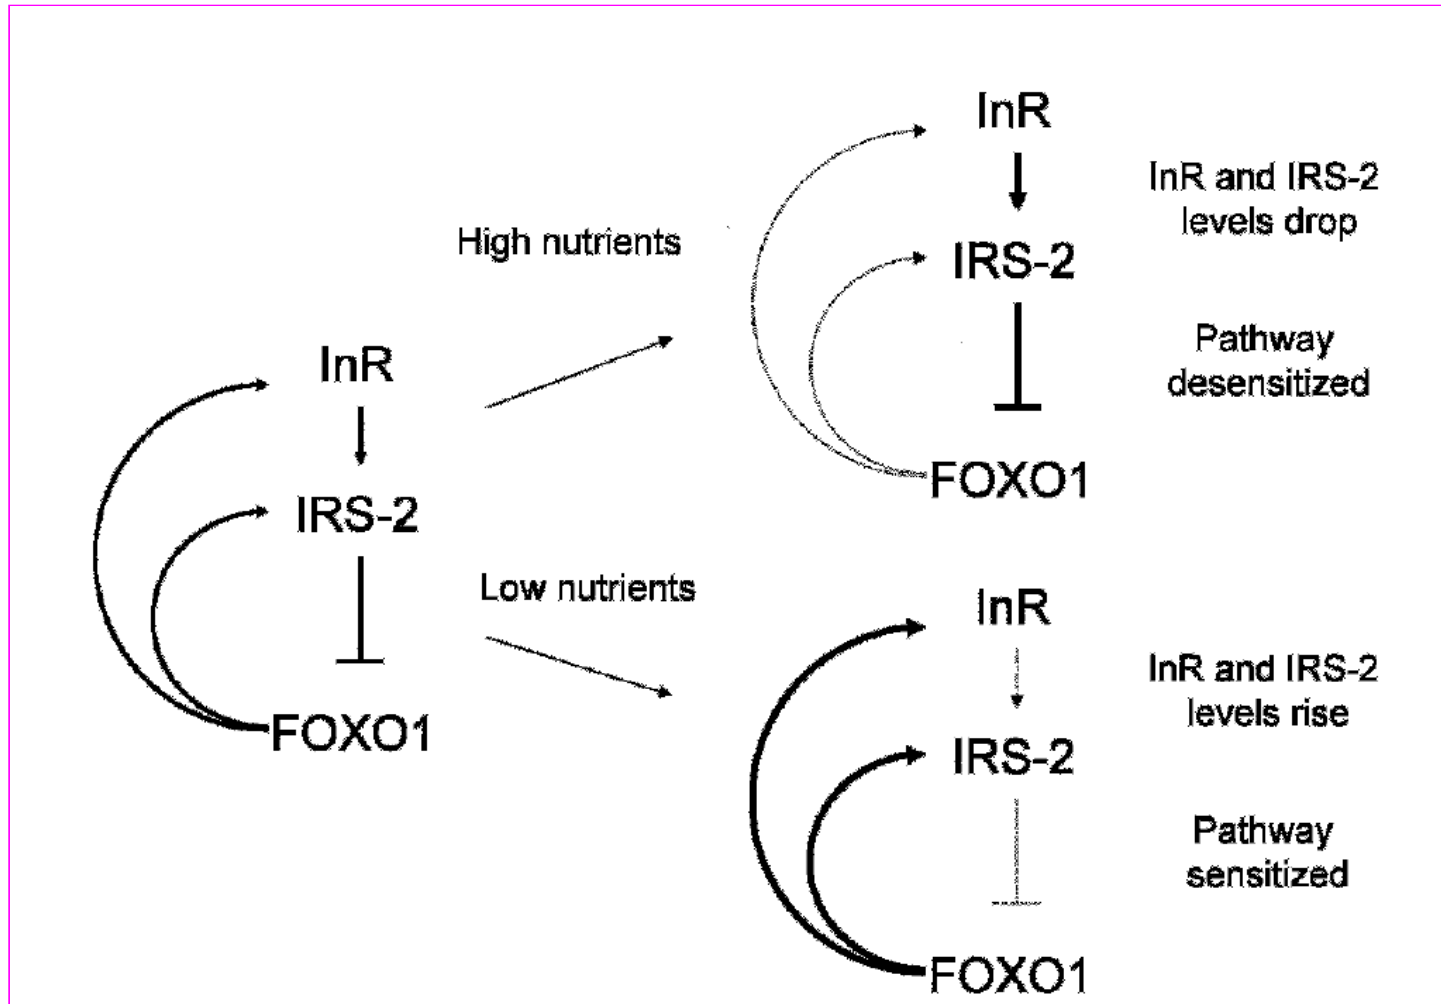 InR
IRS-2
FOXO1
High nutrients
InR
IRS-2
FOXO1
InR and IRS-2
levels drop
Pathway
desensitized
Low nutrients
InR
IRS-2
FOXO1
InR and IRS-2
levels rise
Pathway
sensitized